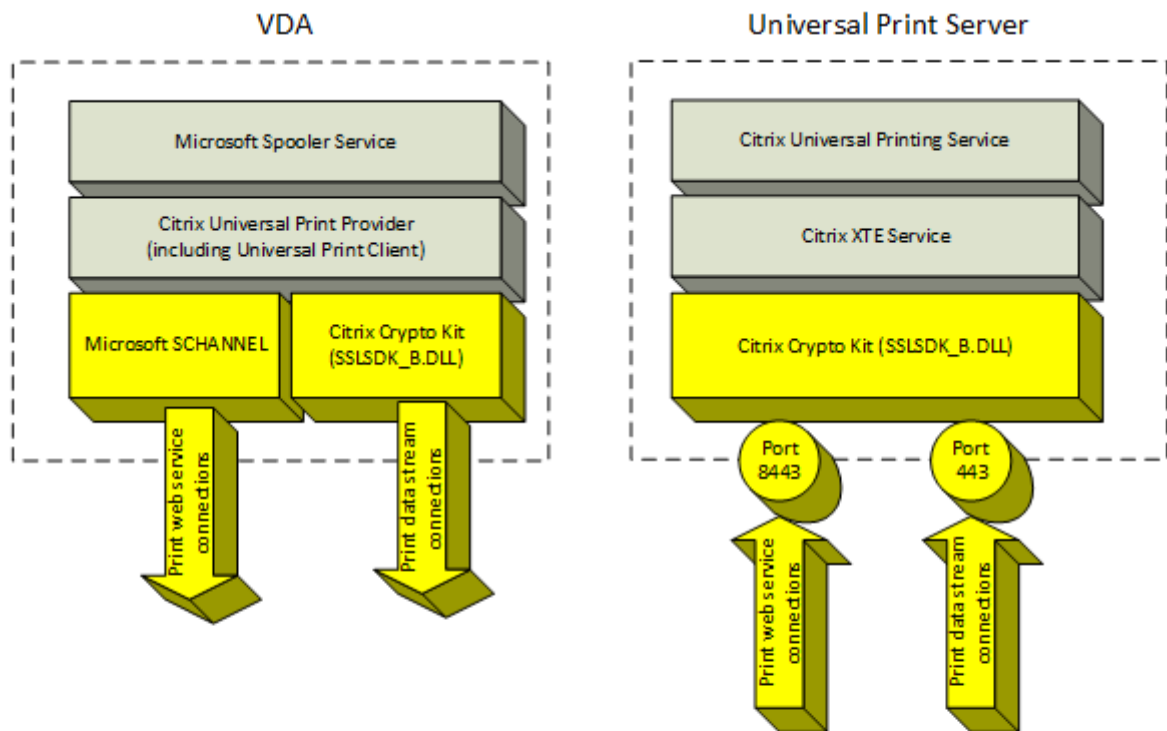 VDA
Universal Print Server
Microsoft Spooler Service
Citrix Universal Print Provider
(including Universal Print Client)
Microsoft SCHANNEL
Citrix Crypto Kit
(SSLSDK_B.DLL)
Print web service
connections
Print data stream
connections
Citrix Universal Printing Service
Citrix XTE Service
Citrix Crypto Kit (SSLSDK_B.DLL)
Port
8443
Port
443
Print web service
connections
Print data stream
connections